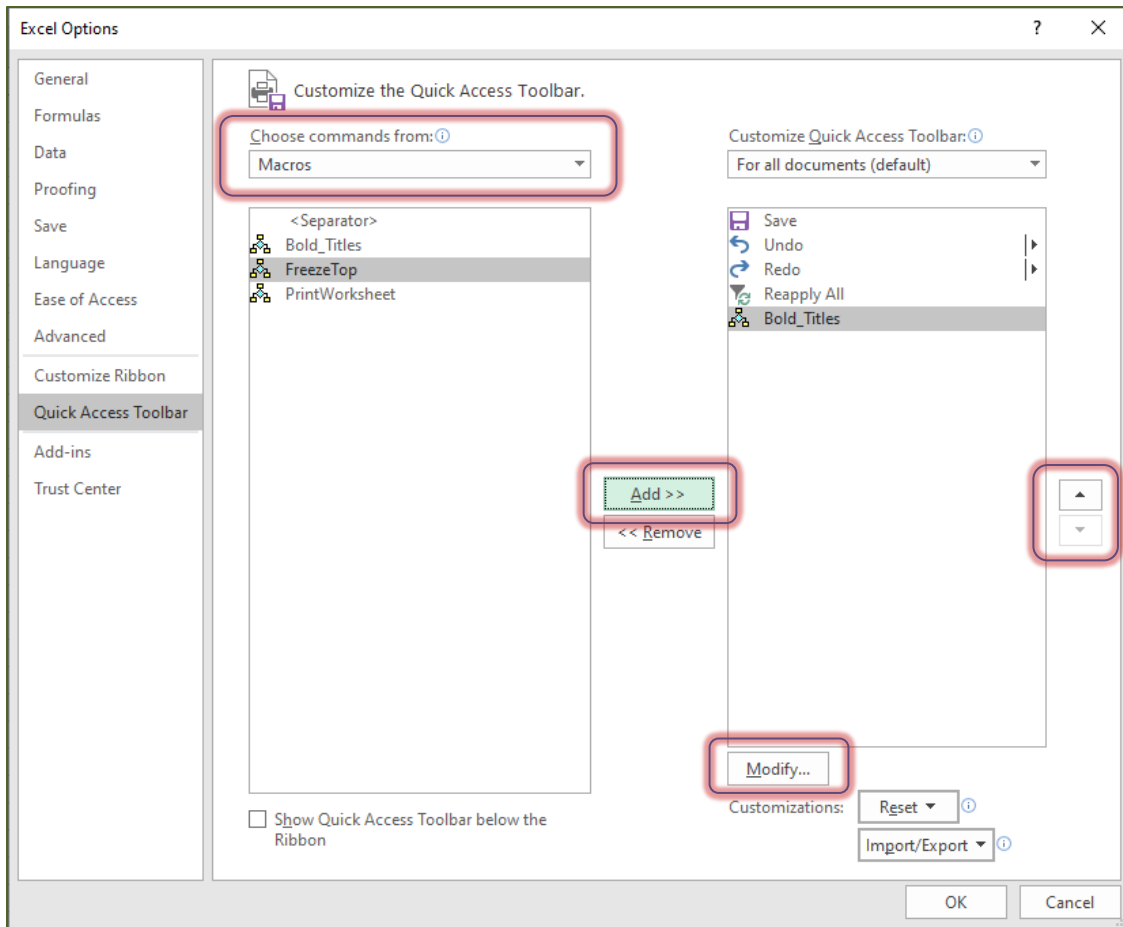 Excel Options
?
General
Formulas
Data
Proofing
Save
Language
Ease of Access
Advanced
Customize Ribbon
Quick Access Toolbar
Add-ins
Trust Center
Customize the Quick Access Toolbar.
Choose commands from:
Macros
<Separator>
Bold_Titles
FreezeTop
PrintWorksheet
Show Quick Access Toolbar below the
Ribbon
Add >>
<< Remove
Customize Quick Access Toolbar:
For all documents (default)
Save
Undo
Redo
Reapply All
Bold_Titles
Modify...
Customizations:
Reset
Import/Export
OK
Cancel